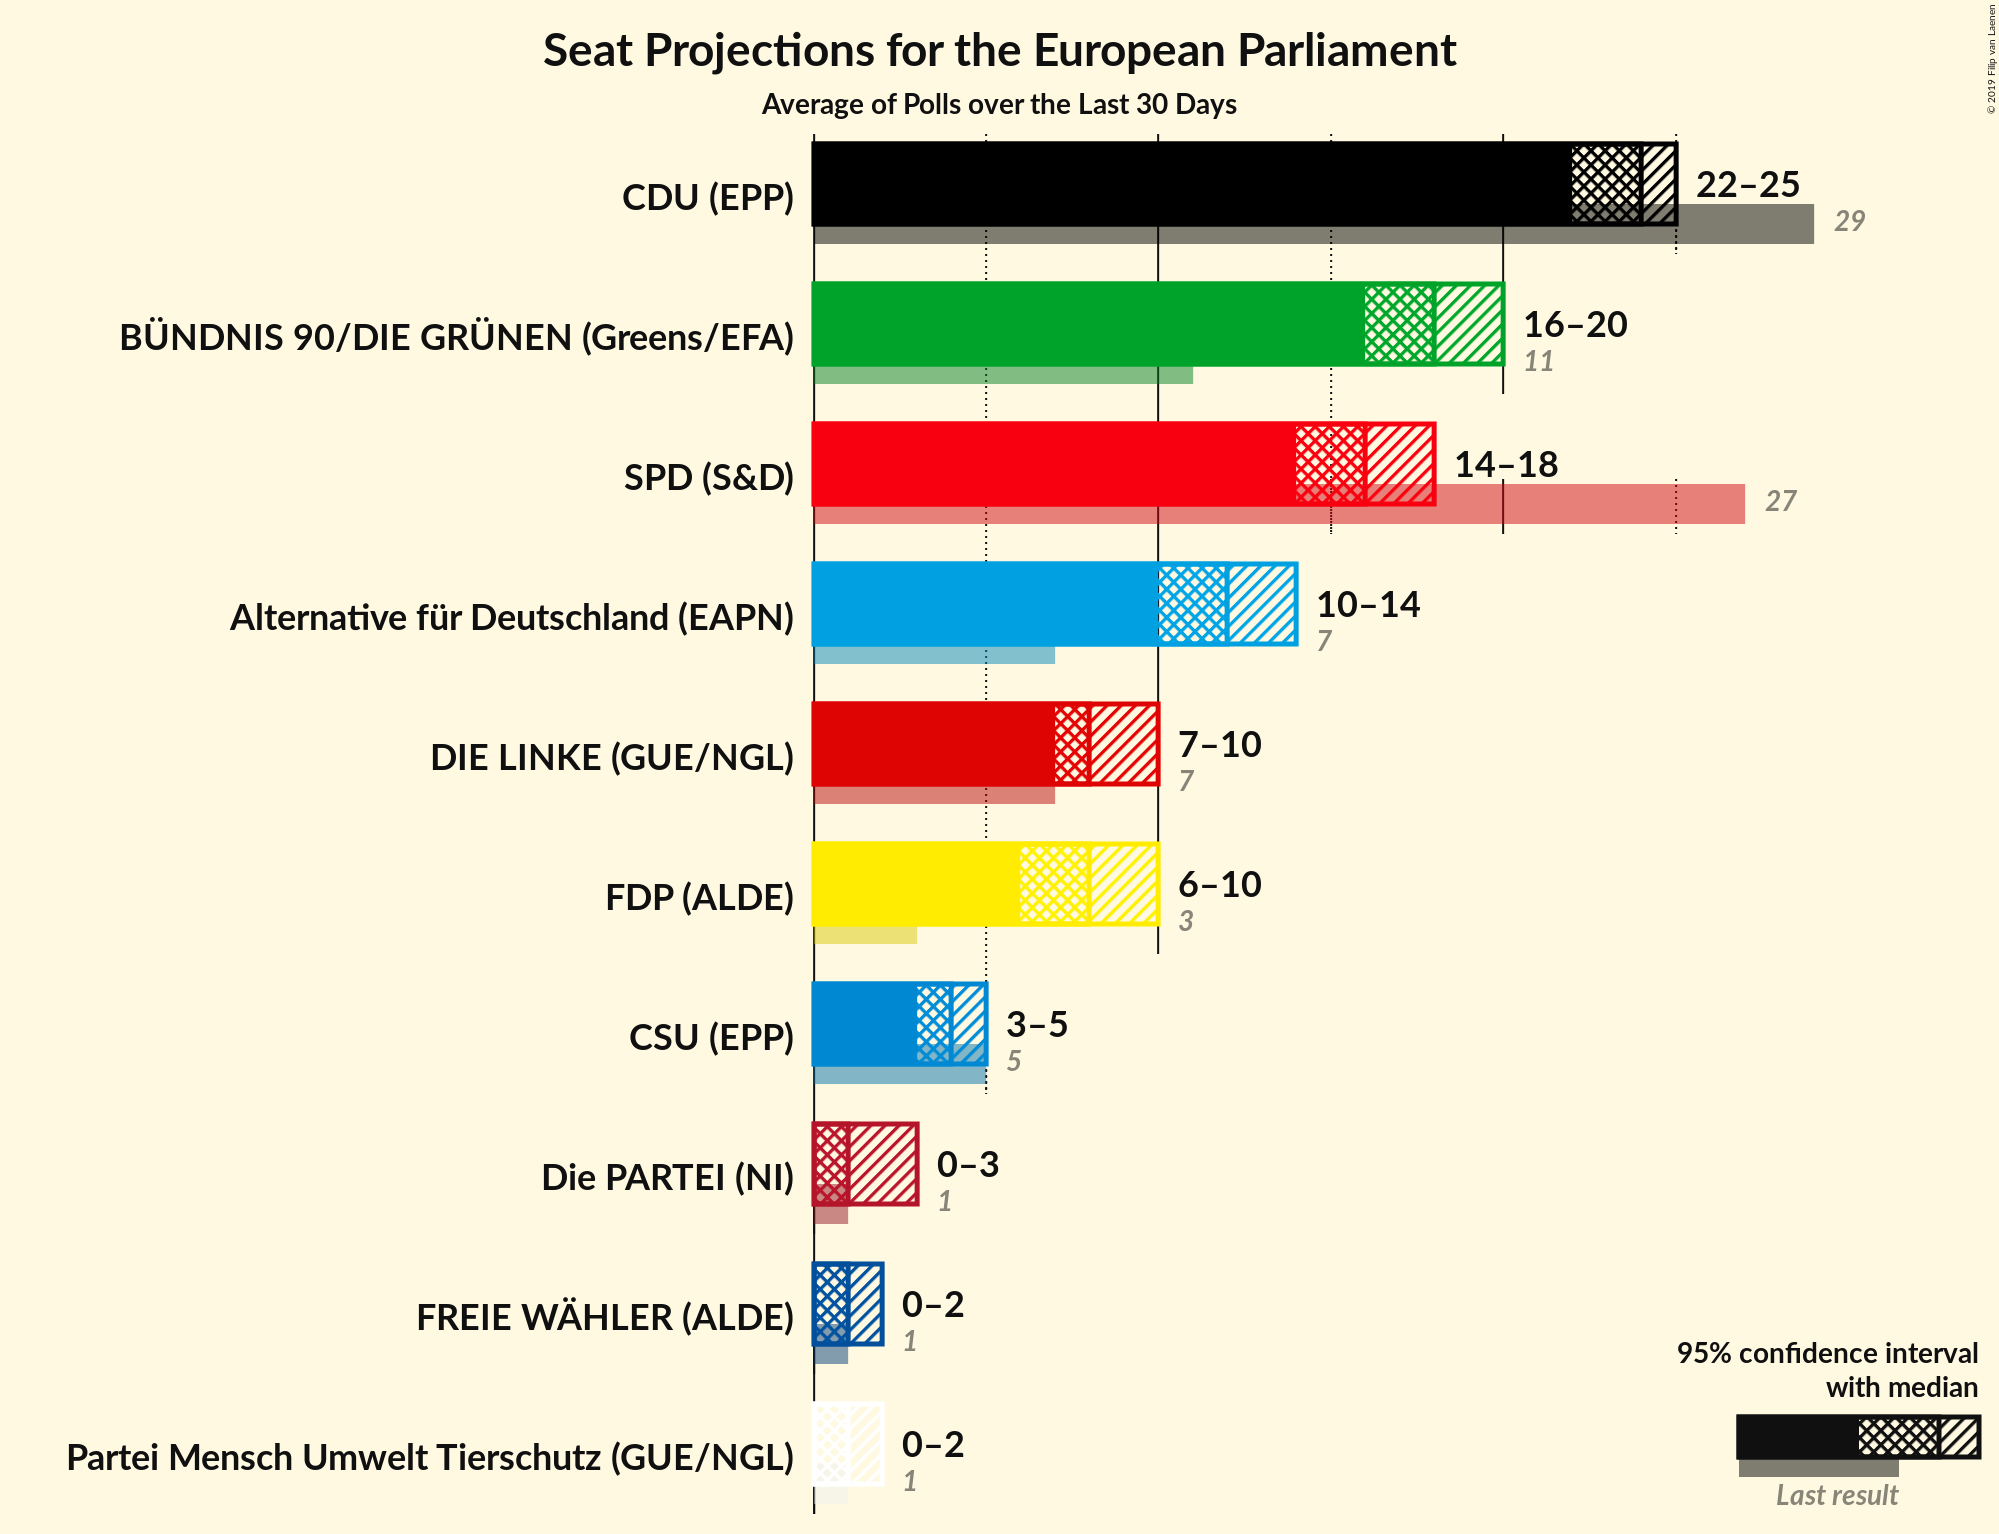 Seat Projections for the European Parliament
Average of Polls over the Last 30 Days
© 2019 Filip van Laenen
CDU (EPP)
22–25
29
BÜNDNIS 90/DIE GRÜNEN (Greens/EFA)
16–20
11
SPD (S&D)
14–18
27
Alternative für Deutschland (EAPN)
10–14
7
DIE LINKE (GUE/NGL)
7–10
7
FDP (ALDE)
6–10
3
CSU (EPP)
3–5
5
Die PARTEI (NI)
0–3
1
FREIE WÄHLER (ALDE)
0–2
1
Partei Mensch Umwelt Tierschutz (GUE/NGL)
0–2
1
95% confidence interval
with median
Last result